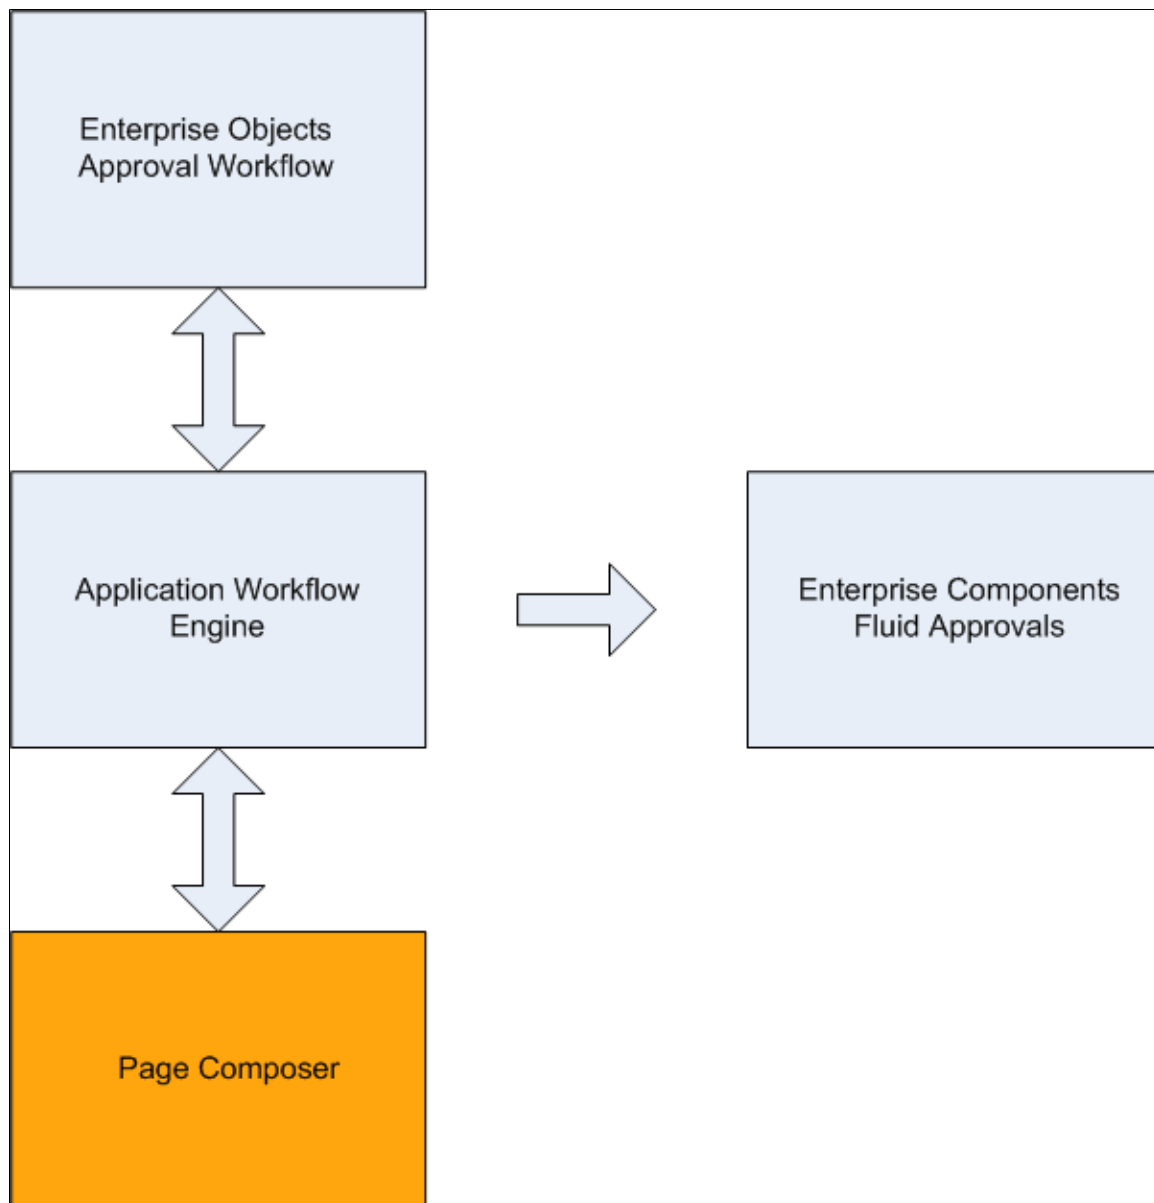 Enterprise Objects
Approval Workflow
Application Workflow
Engine
Enterprise Components
Fluid Approvals
Page Composer